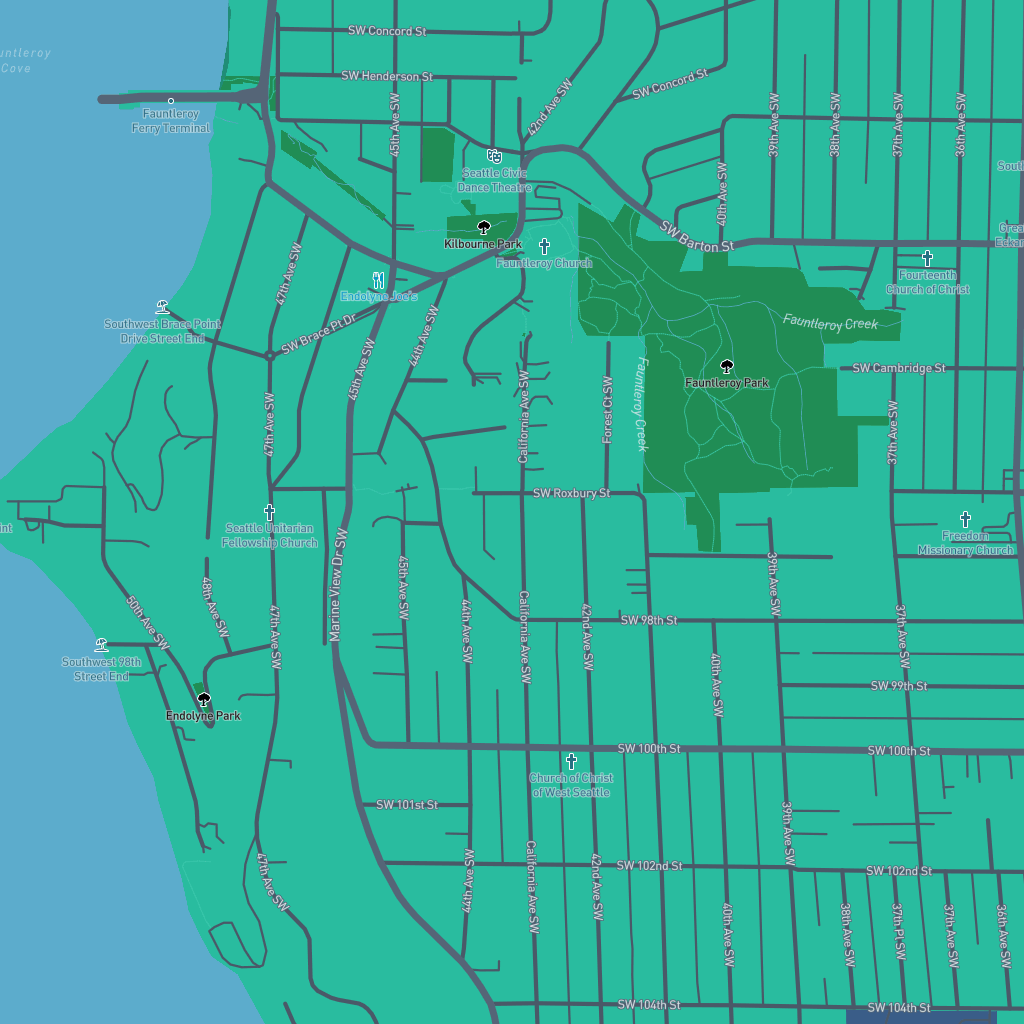 SW Concord St
auntleroy
Cove
SW Henderson St
SW Concord St
42nd Ave SW
Fauntleroy
Ferry Terminal
45th Ave SW
39th Ave SW
38th Ave SW
37th Ave SW
36th Ave SW
Seattle Civic
Dance Theatre
40th Ave SW
South
SW Barton St
Grea
Eckan
Kilbourne Park
Fauntleroy Church
47th Ave SW
Fourteenth
Church of Christ
Endolyne Joe's
Southwest Brace Point
Drive Street End
SW Brace Pt Dr
44th Ave SW
Fauntleroy Creek
45th Ave SW
SW Cambridge St
Fauntleroy Park
47th Ave SW
California Ave SW
Forest Ct SW
Fauntleroy Creek
37th Ave SW
SW Roxbury St
int
Seattle Unitarian
Fellowship Church
Freedom
Missionary Church
Marine View Dr SW
50th Ave SW
48th Ave SW
47th Ave SW
45th Ave SW
44th Ave SW
California Ave SW
42nd Ave SW
39th Ave SW
37th Ave SW
SW 98th St
Southwest 98th
Street End
40th Ave SW
SW 99th St
Endolyne Park
SW 100th St
SW 100th St
Church of Christ
of West Seattle
SW 101st St
39th Ave SW
47th Ave SW
44th Ave SW
California Ave SW
42nd Ave SW
SW 102nd St
SW 102nd St
40th Ave SW
38th Ave SW
37th Pl SW
37th Ave SW
36th Ave SW
SW 104th St
SW 104th St